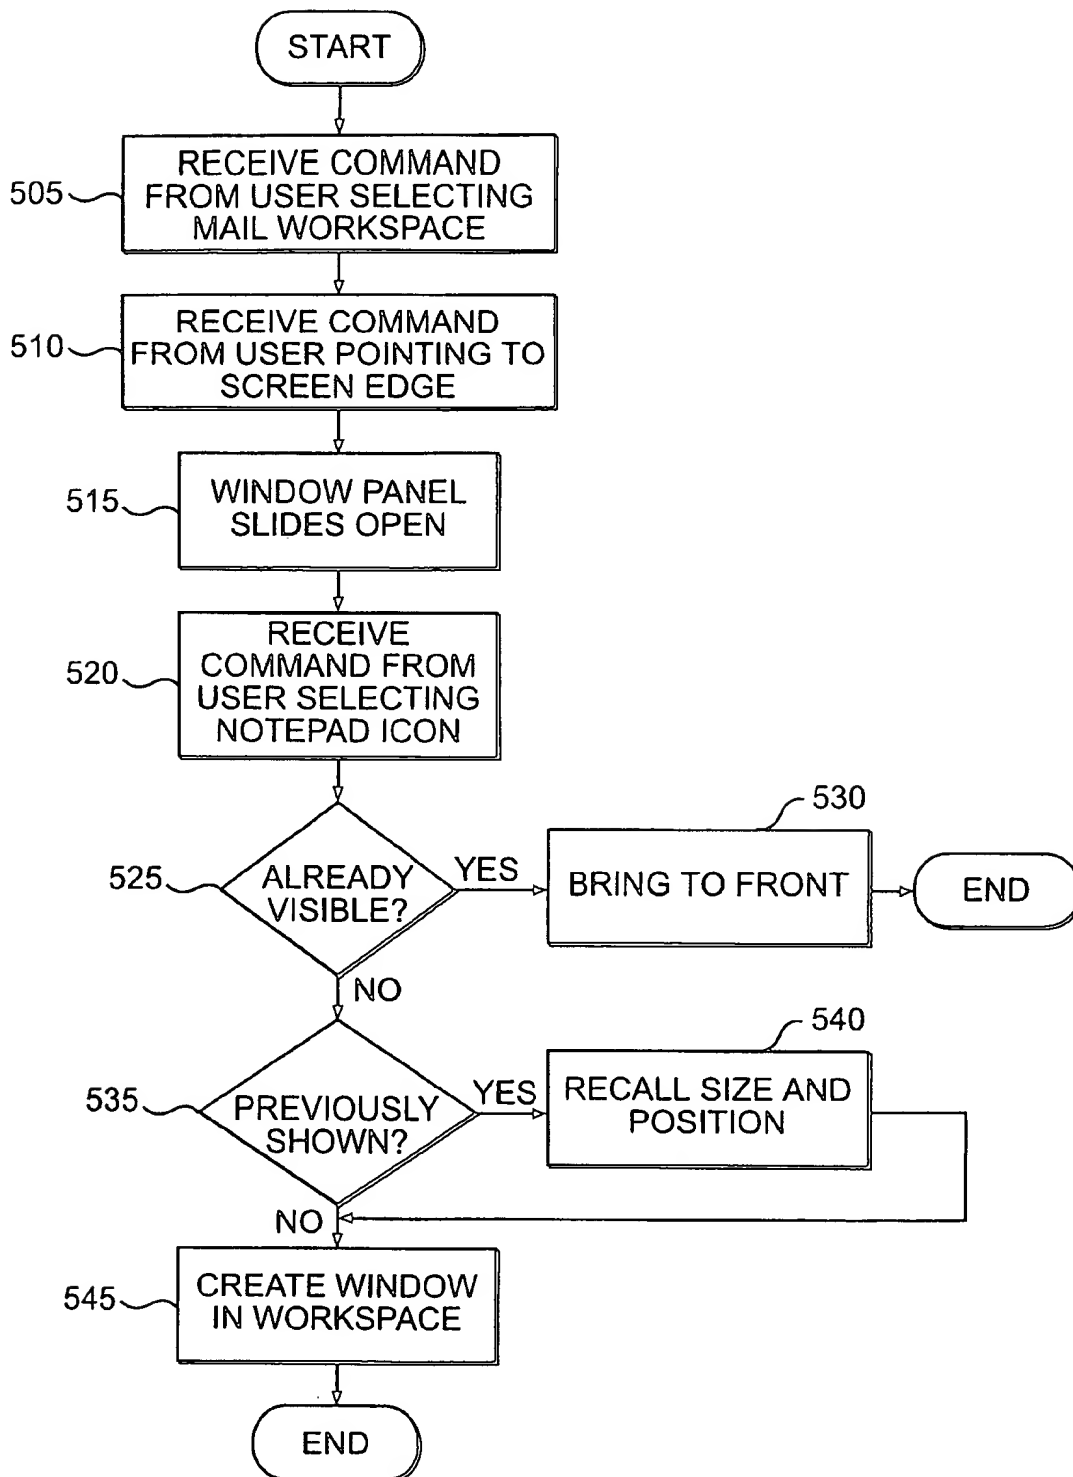 START
505
RECEIVE COMMAND
FROM USER SELECTING
MAIL WORKSPACE
510
RECEIVE COMMAND
FROM USER POINTING TO
SCREEN EDGE
515
WINDOW PANEL
SLIDES OPEN
520
RECEIVE
COMMAND FROM
USER SELECTING
NOTEPAD ICON
525
ALREADY
VISIBLE?
YES
530
BRING TO FRONT
END
NO
535
PREVIOUSLY
SHOWN?
YES
540
RECALL SIZE AND
POSITION
NO
545
CREATE WINDOW
IN WORKSPACE
END